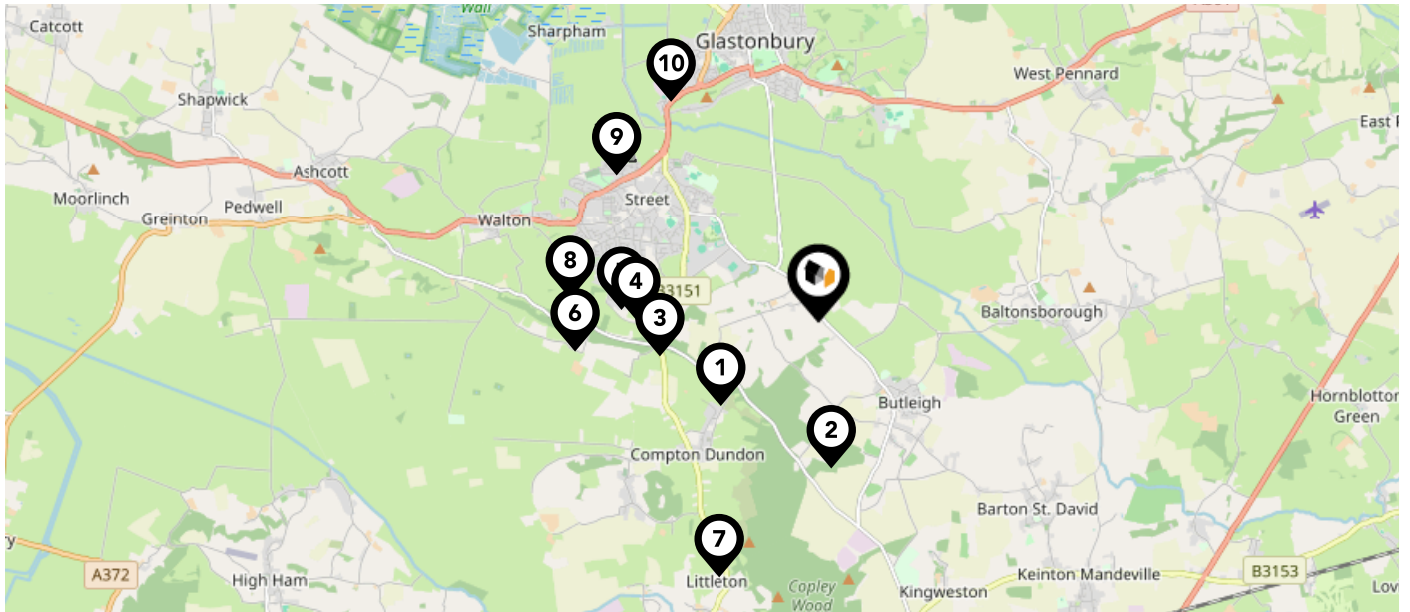 Wall
Catcott
Sharpham
Glastonbury
10
West Pennard
Shapwick
9
East
Ashcott
Moorlinch
Pedwell
Street
Greinton
Walton
8
4
B3151
6
3
Baltonsborough
1
Butleigh
Hornblotton
Green
2
Compton Dundon
Barton St. David
7
A372
High Ham
Littleton
Copley
Wood
Kingweston
Keinton Mandeville
B3153